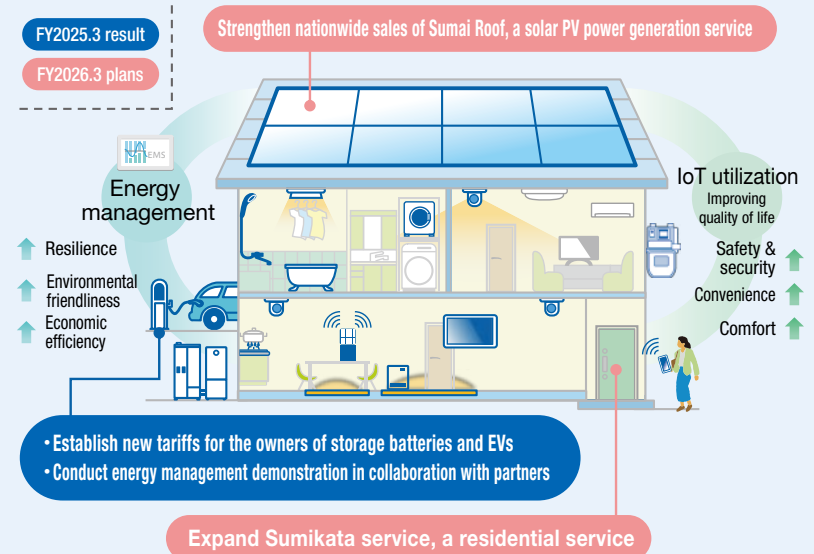 FY2025.3 result
FY2026.3 plans
Strengthen nationwide sales of Sumai Roof, a solar PV power generation service
EMS
Energy
management
Resilience
Environmental
friendliness
Economic
efficiency
IoT utilization
Improving
quality of life
Safety &
security
Convenience
Comfort
• Establish new tariffs for the owners of storage batteries and EVs
• Conduct energy management demonstration in collaboration with partners
Expand Sumikata service, a residential service